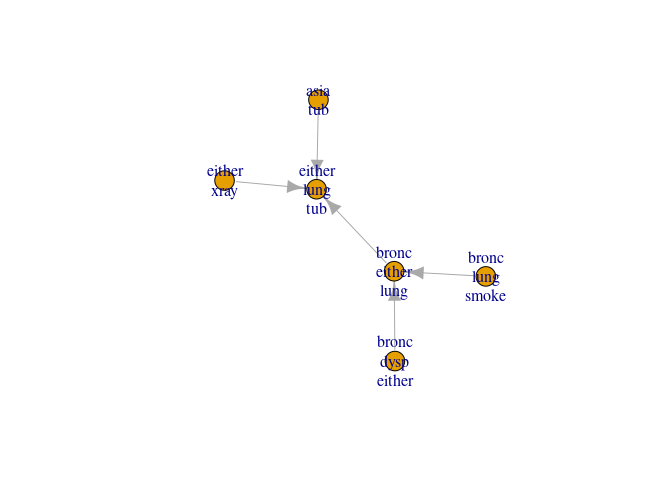 asia
tub
either
xray
either
lung
tub
bronc
either
lung
bronc
lung
smoke
bronc
dysp
either